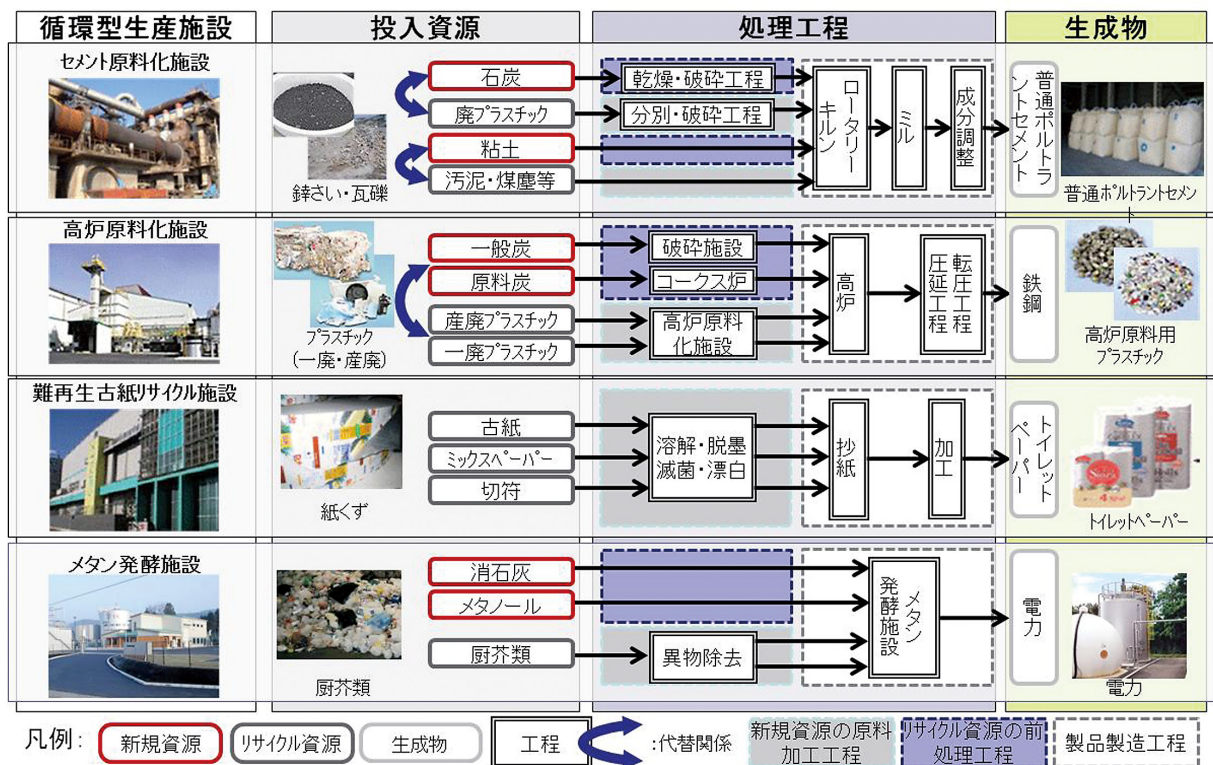 循環型生産施設
投入資源
処理工程
生成物
セメント原料化施設
鉾さい・瓦礫
石炭
廃プラスチック
粘土
汚泥・煤塵等
乾燥・破砕工程
分別・破砕工程
ロータリー
キルン
ミル
成分調整
普通ポルトラ
ントセメント
普通ポルトラントセメン
ト
高炉原料化施設
プラスチック
(一廃・産廃)
一般炭
原料炭
産廃プラスチック
一廃プラスチック
破砕施設
コークス炉
高炉原料
化施設
高炉
転圧工程
圧延工程
鉄鋼
高炉原料用
プラスチック
難再生古紙リサイクル施設
紙くず
古紙
ミックスペーパー
切符
溶解・脱墨
滅菌・漂白
抄紙
加工
トイレット
ペーパー
トイレットペーパー
メタン発酵施設
厨芥類
消石灰
メタノール
厨芥類
異物除去
メタン
発酵施設
電力
電力
凡例：
新規資源
リサイクル資源
生成物
工程
:代替関係
新規資源の原料
加工工程
リサイクル資源の前
処理工程
製品製造工程